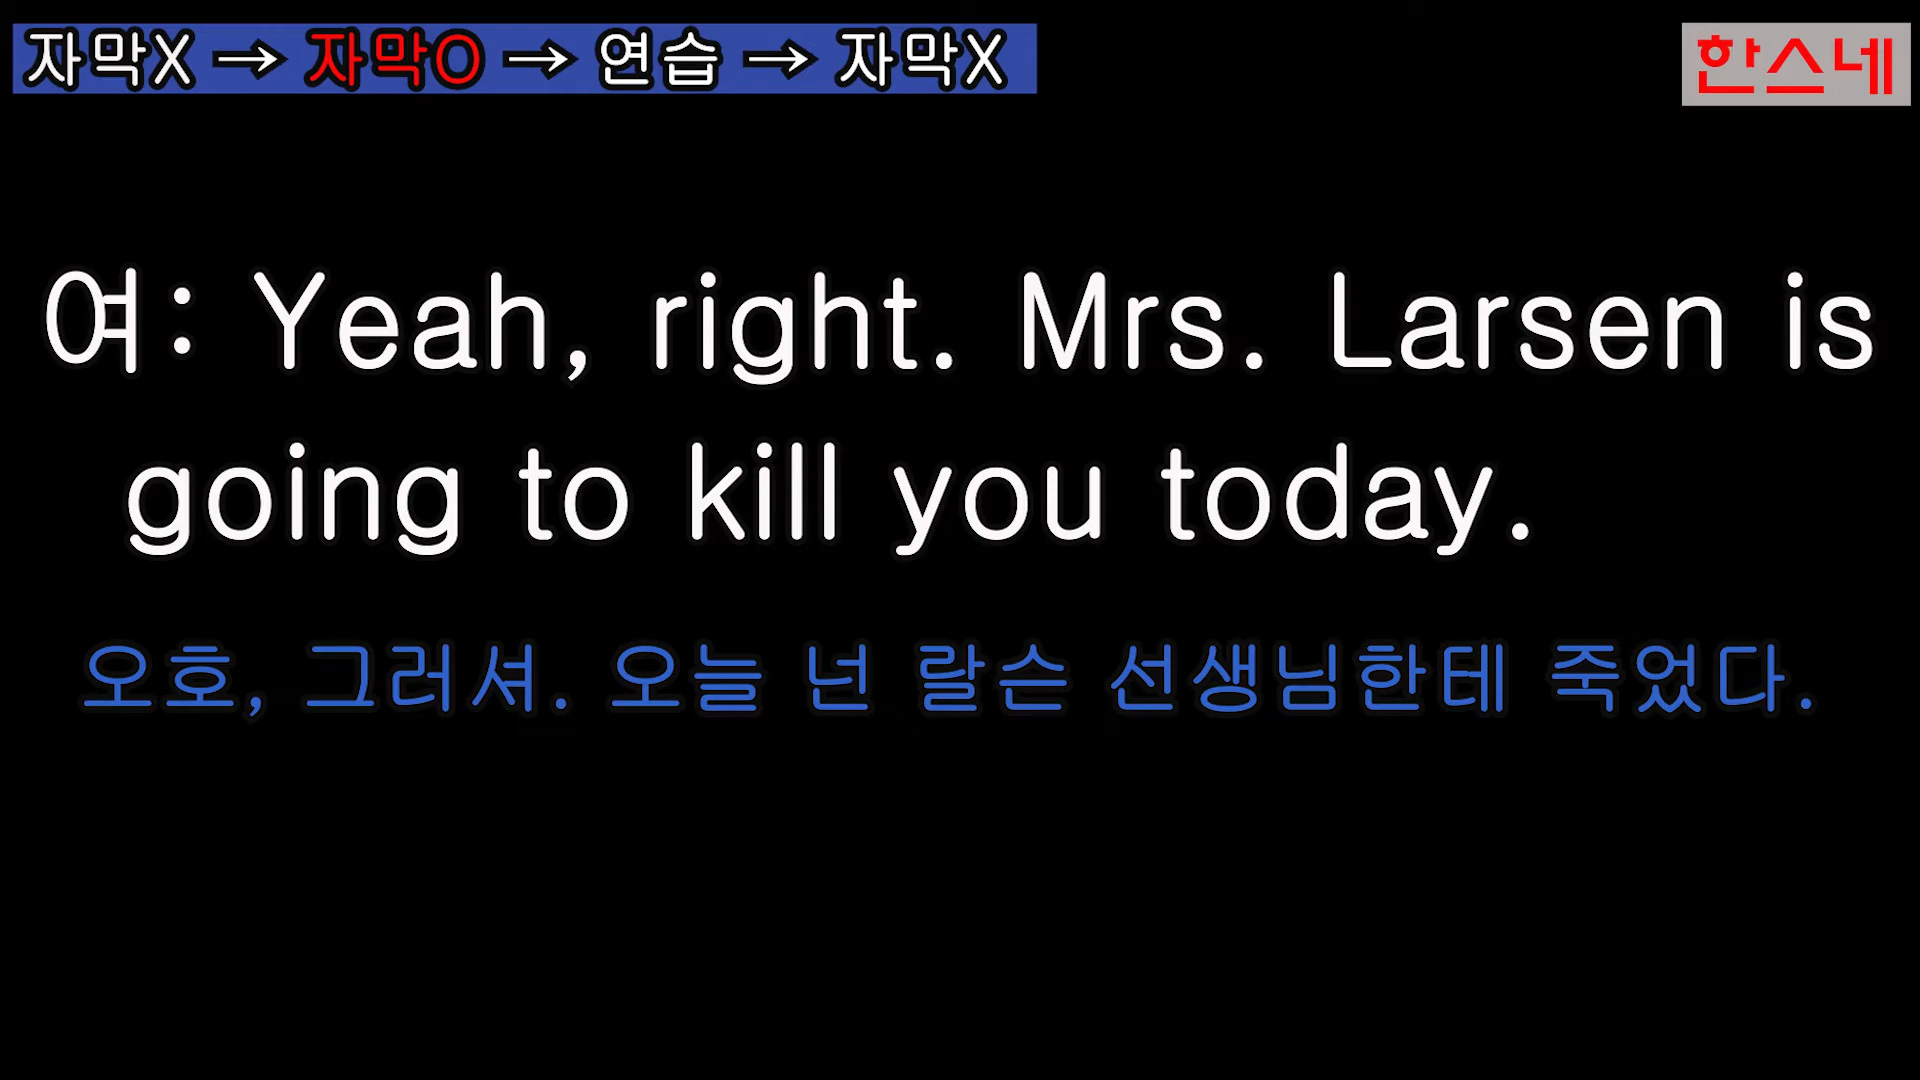 자막X → 자막O → 연습 → 자막X
한스네
여: Yeah, right. Mrs. Larsen is
going to kill you today.
오호, 그러셔. 오늘 넌 랄슨 선생님한테 죽었다.